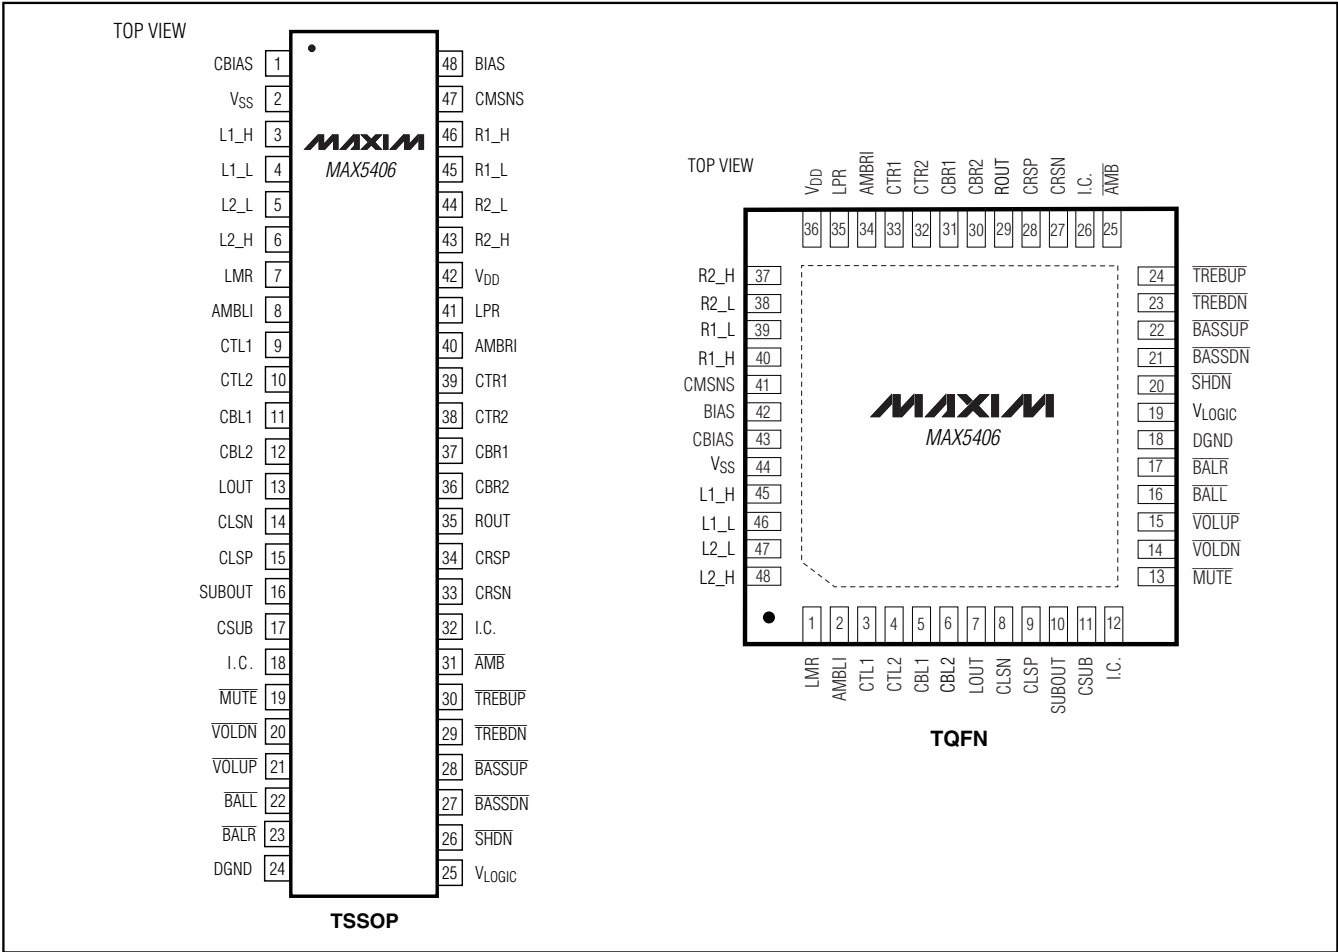 TOP VIEW
CBIAS 1
VSS 2
L1_H 3
L1_L 4
L2_L 5
L2_H 6
LMR 7
AMBLI 8
CTL1 9
CTL2 10
CBL1 11
CBL2 12
LOUT 13
CLSN 14
CLSP 15
SUBOUT 16
CSUB 17
I.C. 18
MUTE 19
VOLDN 20
VOLUP 21
BALL 22
BALR 23
DGND 24
MAXIM
MAX5406
48 BIAS
47 CMSNS
46 R1_H
45 R1_L
44 R2_L
43 R2_H
42 VDD
41 LPR
40 AMBRI
39 CTR1
38 CTR2
37 CBR1
36 CBR2
35 ROUT
34 CRSP
33 CRSN
32 I.C.
31 AMB
30 TREBUP
29 TREBDN
28 BASSUP
27 BASSDN
26 SHDN
25 VLOGIC
TSSOP
TOP VIEW
VDD LPR AMBRI CTR1 CTR2 CBR1 CBR2 ROUT CRSP CRSN I.C. AMB
36 35 34 33 32 31 30 29 28 27 26 25
R2_H 37
R2_L 38
R1_L 39
R1_H 40
CMSNS 41
BIAS 42
CBIAS 43
VSS 44
L1_H 45
L1_L 46
L2_L 47
L2_H 48
MAXIM
MAX5406
24 TREBUP
23 TREBDN
22 BASSUP
21 BASSDN
20 SHDN
19 VLOGIC
18 DGND
17 BALR
16 BALL
15 VOLUP
14 VOLDN
13 MUTE
1 2 3 4 5 6 7 8 9 10 11 12
LMR AMBLI CTL1 CTL2 CBL1 CBL2 LOUT CLSN CLSP SUBOUT CSUB I.C.
TQFN